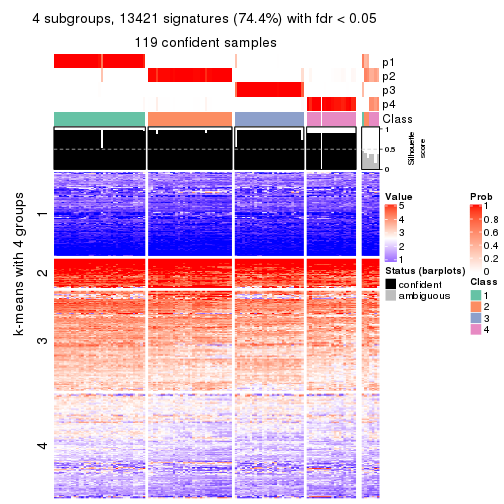 4 subgroups, 13421 signatures (74.4%) with fdr < 0.05
119 confident samples
p1
p2
p3
p4
Class
1
0.5
0
Silhouette
score
k-means with 4 groups
1
2
3
4
Value
5
4
3
2
1
Status (barplots)
confident
ambiguous
Prob
1
0.8
0.6
0.4
0.2
0
Class
1
2
3
4